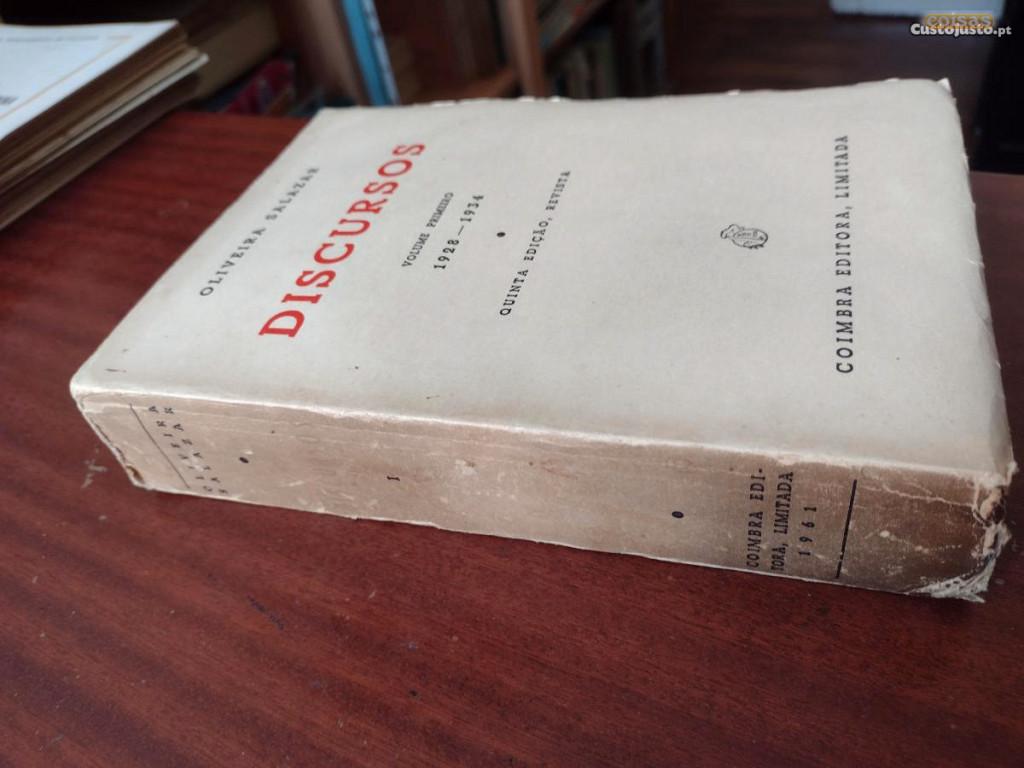 OLIVEIRA SALAZAR
DISCURSOS
VOLUME PRIMEIRO
1928 — 1934
QUINTA EDIÇÃO, REVISTA
COIMBRA EDITORA, LIMITADA
OLIVEIRA
SALAZAR
I
COIMBRA EDI-
TORA, LIMITADA
1961
coisas
Custojusto.pt